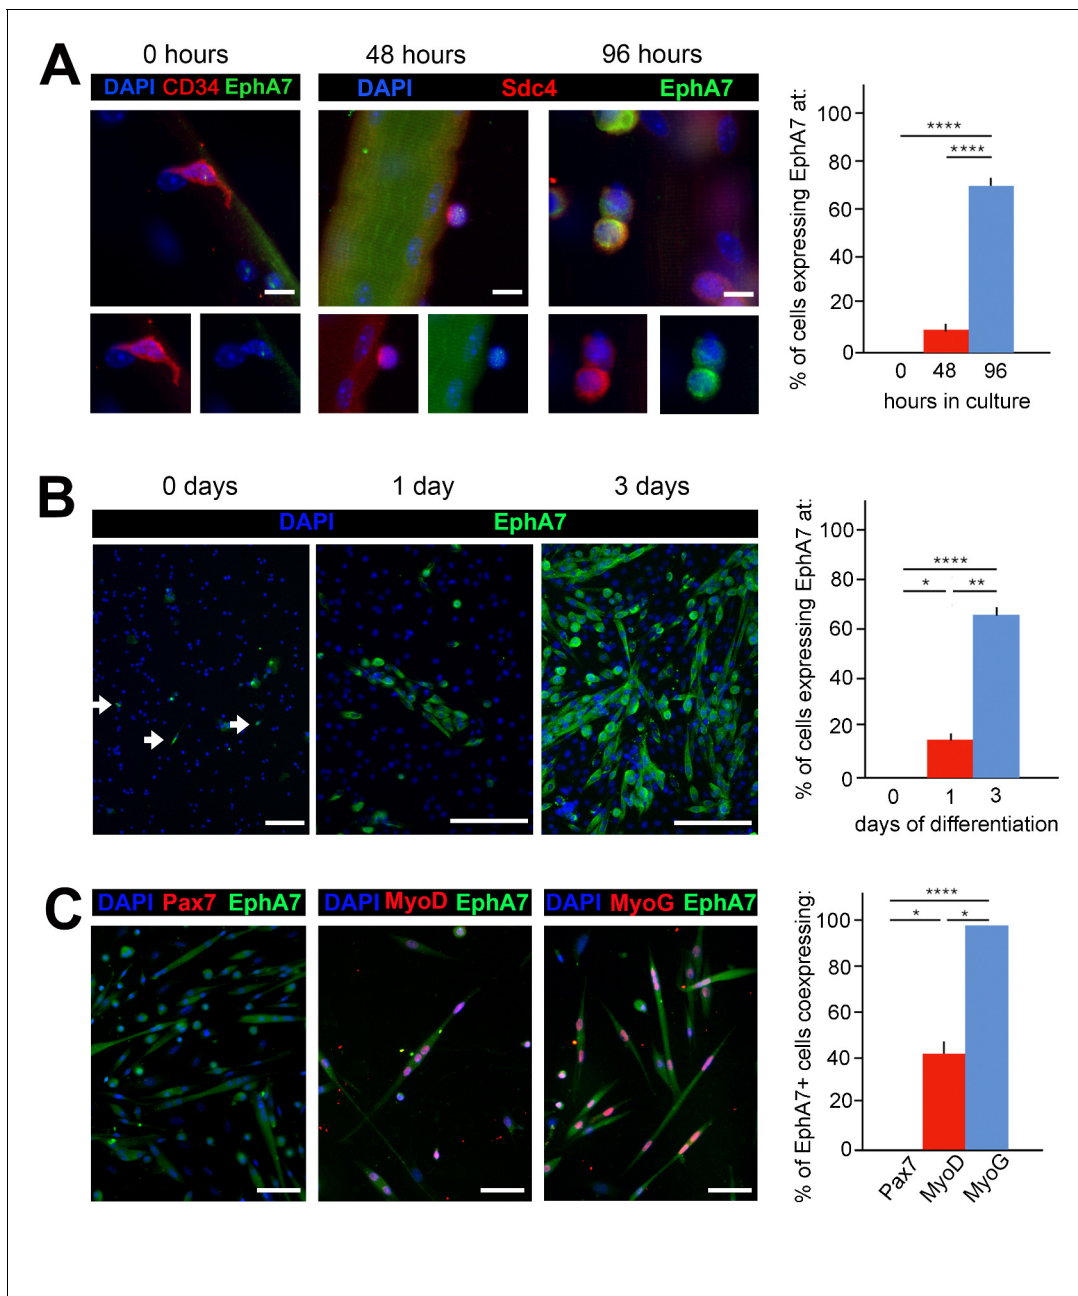 A
0 hours
48 hours
96 hours
DAPI CD34 EphA7
DAPI
Sdc4
EphA7
% of cells expressing EphA7 at:
100
80
60
40
20
0
****
****
0
48
96
hours in culture
B
0 days
1 day
3 days
DAPI
EphA7
% of cells expressing EphA7 at:
100
80
60
40
20
0
****
*
**
0
1
3
days of differentiation
C
DAPI Pax7 EphA7
DAPI MyoD EphA7
DAPI MyoG EphA7
% of EphA7+ cells coexpressing:
100
80
60
40
20
0
****
*
*
Pax7
MyoD
MyoG